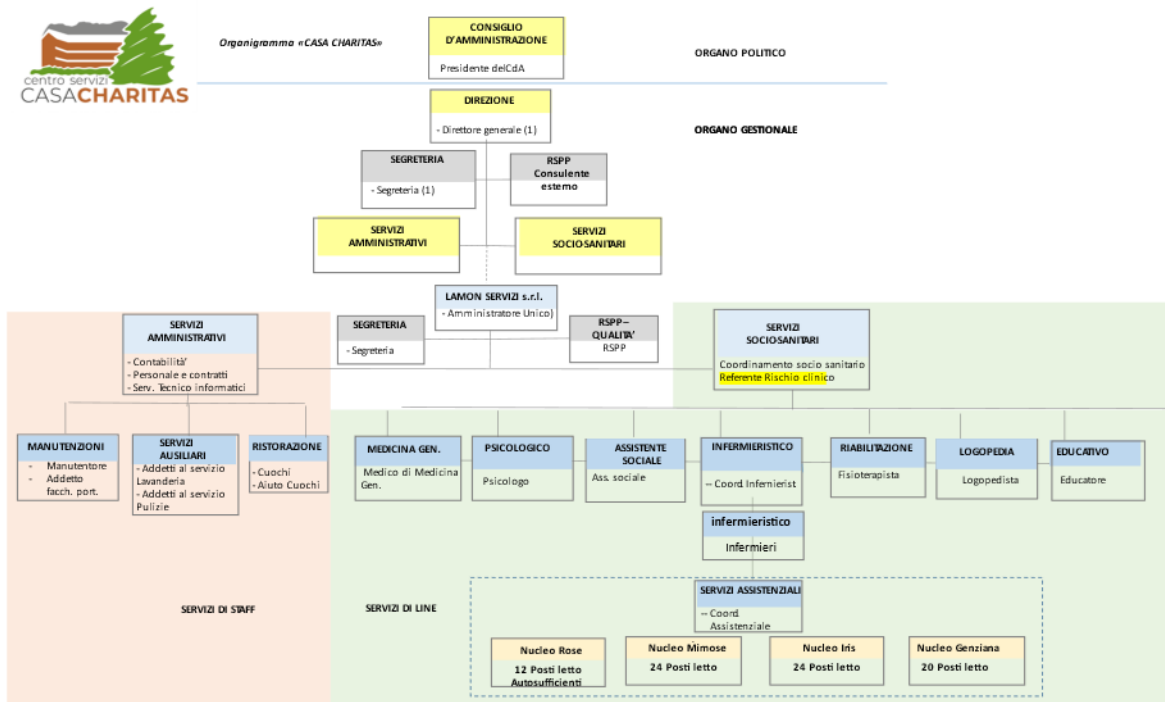 centro servizi
CASACHARITAS
Organigramma «CASA CHARITAS»
CONSIGLIO
D'AMMINISTRAZIONE
Presidente delCdA
ORGANO POLITICO
DIREZIONE
- Direttore generale (1)
ORGANO GESTIONALE
SEGRETERIA
- Segreteria (1)
RSPP
Consulente
esterno
SERVIZI
AMMINISTRATIVI
SERVIZI
SOCIO-SANITARI
LAMON SERVIZI s.r.l.
- Amministratore Unico)
SEGRETERIA
- Segreteria
RSPP–
QUALITA'
RSPP
SERVIZI
AMMINISTRATIVI
- Contabilità'
- Personale e contratti
- Serv. Tecnico informatici
SERVIZI
SOCIO-SANITARI
Coordinamento socio sanitario
Referente Rischio clinico
MANUTENZIONI
- Manutentore
- Addetto
facch. port.
SERVIZI
AUSILIARI
- Addetti al servizio
Lavanderia
- Addetti al servizio
Pulizie
RISTORAZIONE
- Cuochi
- Aiuto Cuochi
MEDICINA GEN.
Medico di Medicina
Gen.
PSICOLOGICO
Psicologo
ASSISTENTE
SOCIALE
Ass. sociale
INFERMIERISTICO
-- Coord. Infermierist
RIABILITAZIONE
Fisioterapista
LOGOPEDIA
Logopedista
EDUCATIVO
Educatore
infermieristico
Infermieri
SERVIZI DI STAFF
SERVIZI DI LINE
SERVIZI ASSISTENZIALI
-- Coord.
Assistenziale
Nucleo Rose
12 Posti letto
Autosufficienti
Nucleo Mimose
24 Posti letto
Nucleo Iris
24 Posti letto
Nucleo Genziana
20 Posti letto